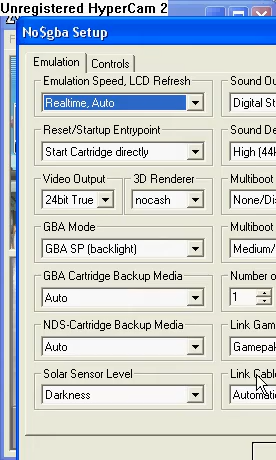 Unregistered HyperCam 2
No$gba Setup
Emulation
Controls
Emulation Speed, LCD Refresh
Sound Ou
Realtime, Auto
Digital St
Reset/Startup Entrypoint
Sound De
Start Cartridge directly
High (44k
Video Output
3D Renderer
Multiboot
24bit True
nocash
None/Dis
GBA Mode
Multiboot
GBA SP (backlight)
Medium/
GBA Cartridge Backup Media
Number o
Auto
1
NDS-Cartridge Backup Media
Link Gam
Auto
Gamepak
Solar Sensor Level
Link Cable
Darkness
Automatic